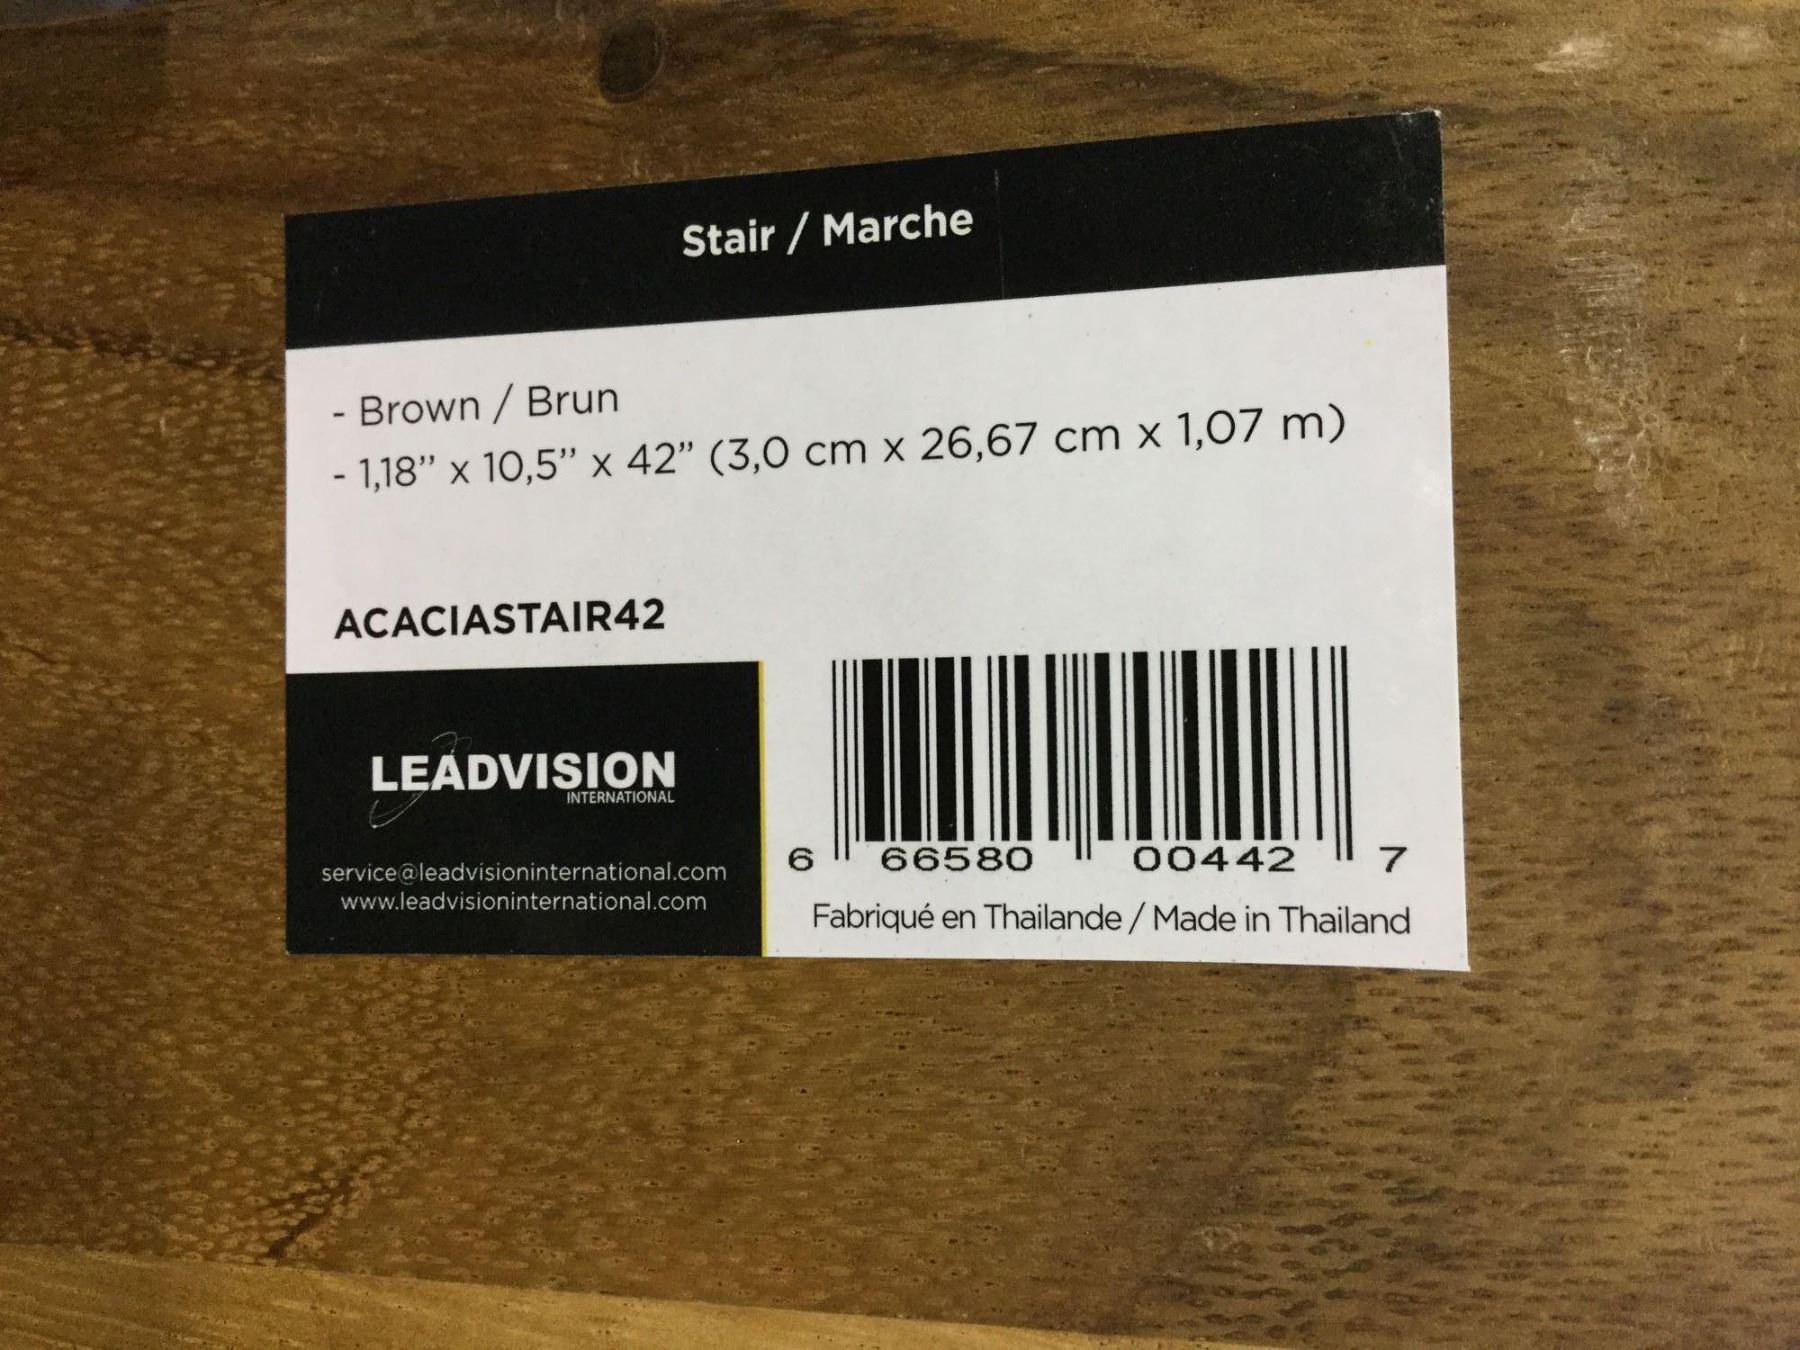 Stair / Marche
- Brown / Brun
- 1,18” x 10,5” x 42” (3,0 cm x 26,67 cm x 1,07 m)
ACACIASTAIR42
LEADVISION
INTERNATIONAL
service@leadvisioninternational.com
www.leadvisioninternational.com
6 66580 00442 7
Fabriqué en Thailande / Made in Thailand